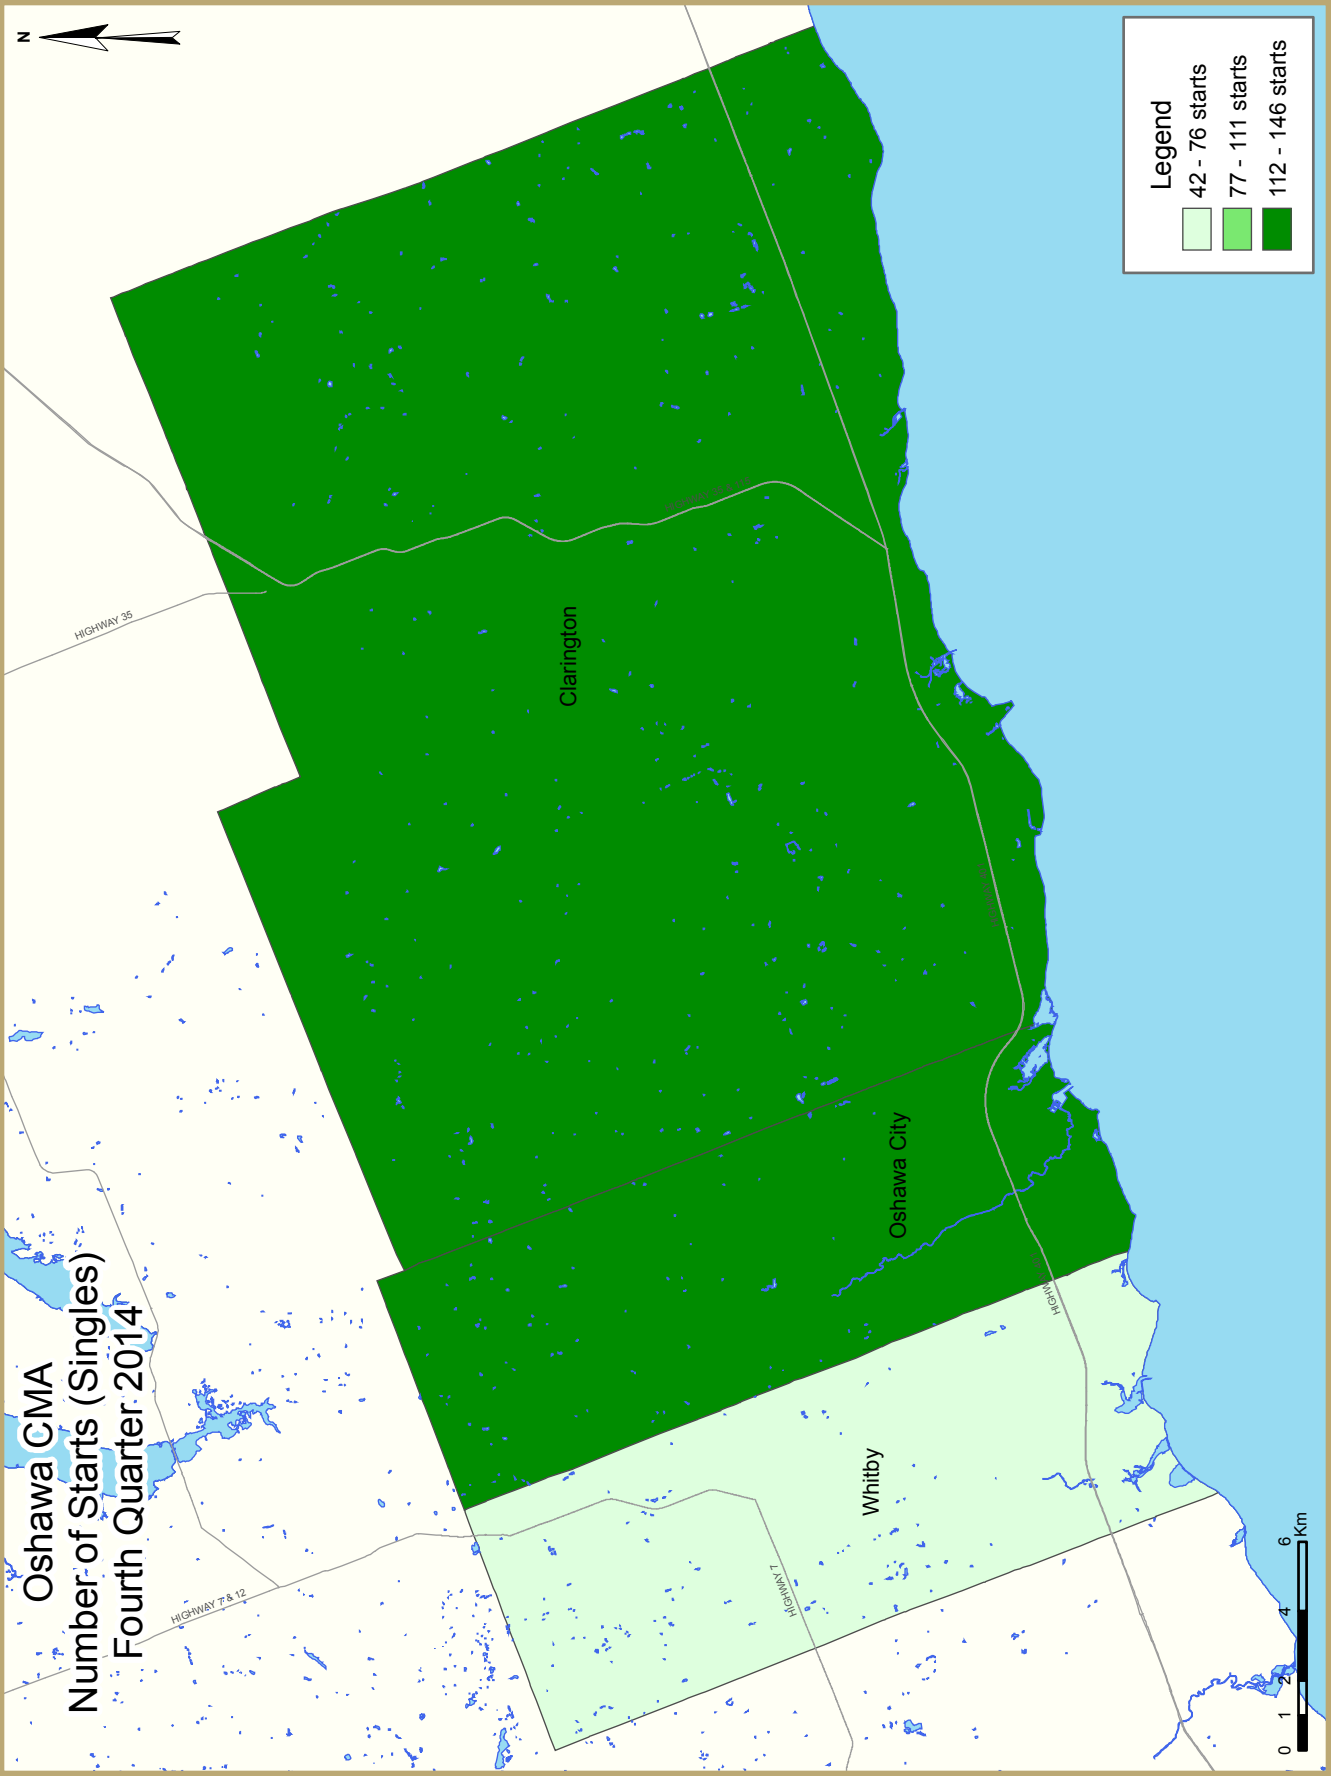 Oshawa CMA
Number of Starts (Singles)
Fourth Quarter 2014
N
HIGHWAY 35
HIGHWAY 7 & 12
HIGHWAY 7
Clarington
Oshawa City
Whitby
Legend
42 - 76 starts
77 - 111 starts
112 - 146 starts
0 1 2 4 6
Km